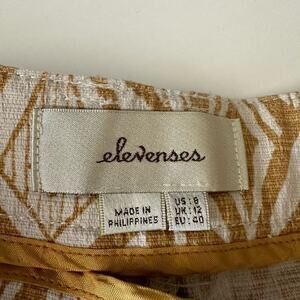 elevenses
MADE IN
PHILIPPINES
US: 8
UK: 12
EU: 40